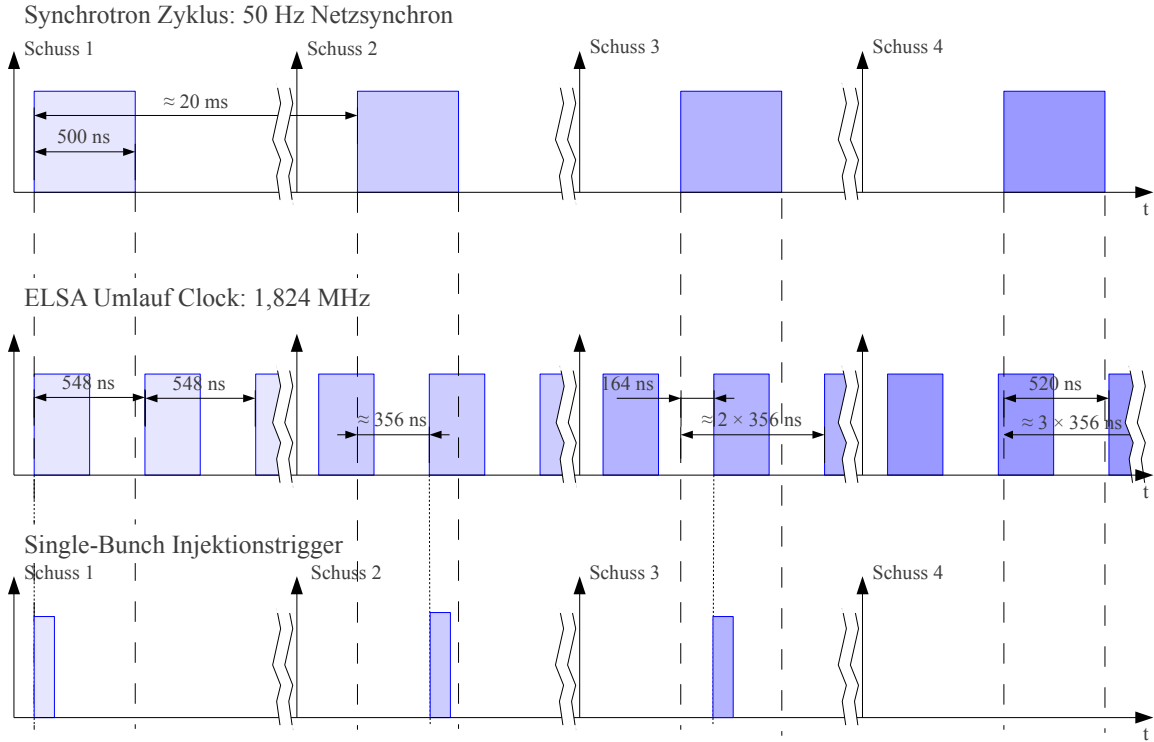 Synchrotron Zyklus: 50 Hz Netzsynchron
Schuss 1
Schuss 2
Schuss 3
Schuss 4
≈ 20 ms
500 ns
t
ELSA Umlauf Clock: 1,824 MHz
548 ns
548 ns
≈ 356 ns
164 ns
≈ 2 × 356 ns
520 ns
≈ 3 × 356 ns
t
Single-Bunch Injektionstrigger
Schuss 1
Schuss 2
Schuss 3
Schuss 4
t